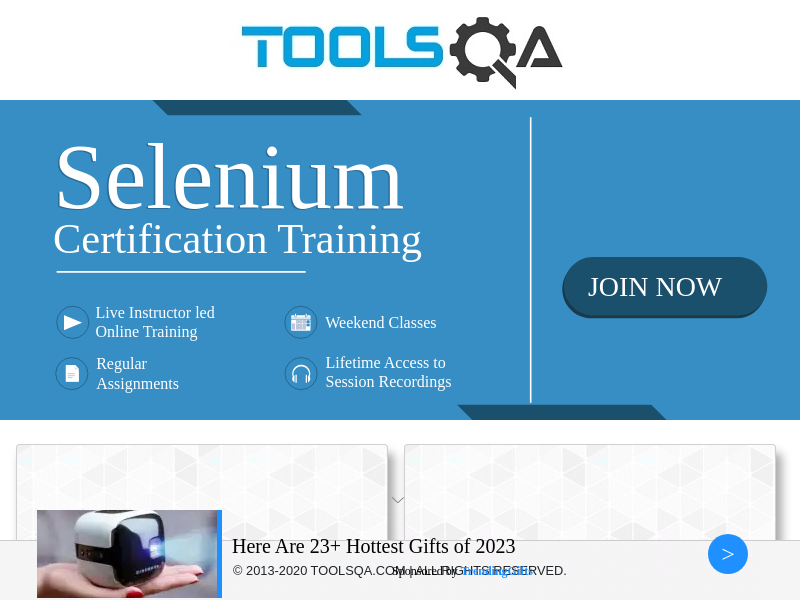 TOOLSQA
Selenium
Certification Training
JOIN NOW
Live Instructor led
Online Training
Weekend Classes
Regular
Assignments
Lifetime Access to
Session Recordings
Here Are 23+ Hottest Gifts of 2023
>
© 2013-2020 TOOLSQA.COM ALL RIGHTS RESERVED.
Sponsored by